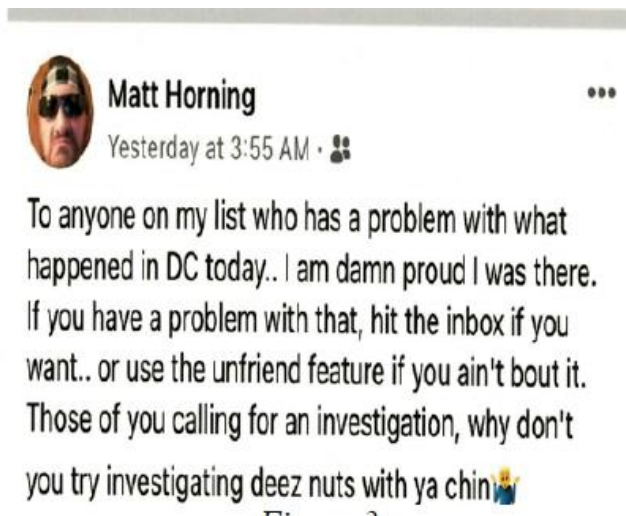 Matt Horning
Yesterday at 3:55 AM ·
To anyone on my list who has a problem with what
happened in DC today.. I am damn proud I was there.
If you have a problem with that, hit the inbox if you
want.. or use the unfriend feature if you ain't bout it.
Those of you calling for an investigation, why don't
you try investigating deez nuts with ya chin🤷‍♂️